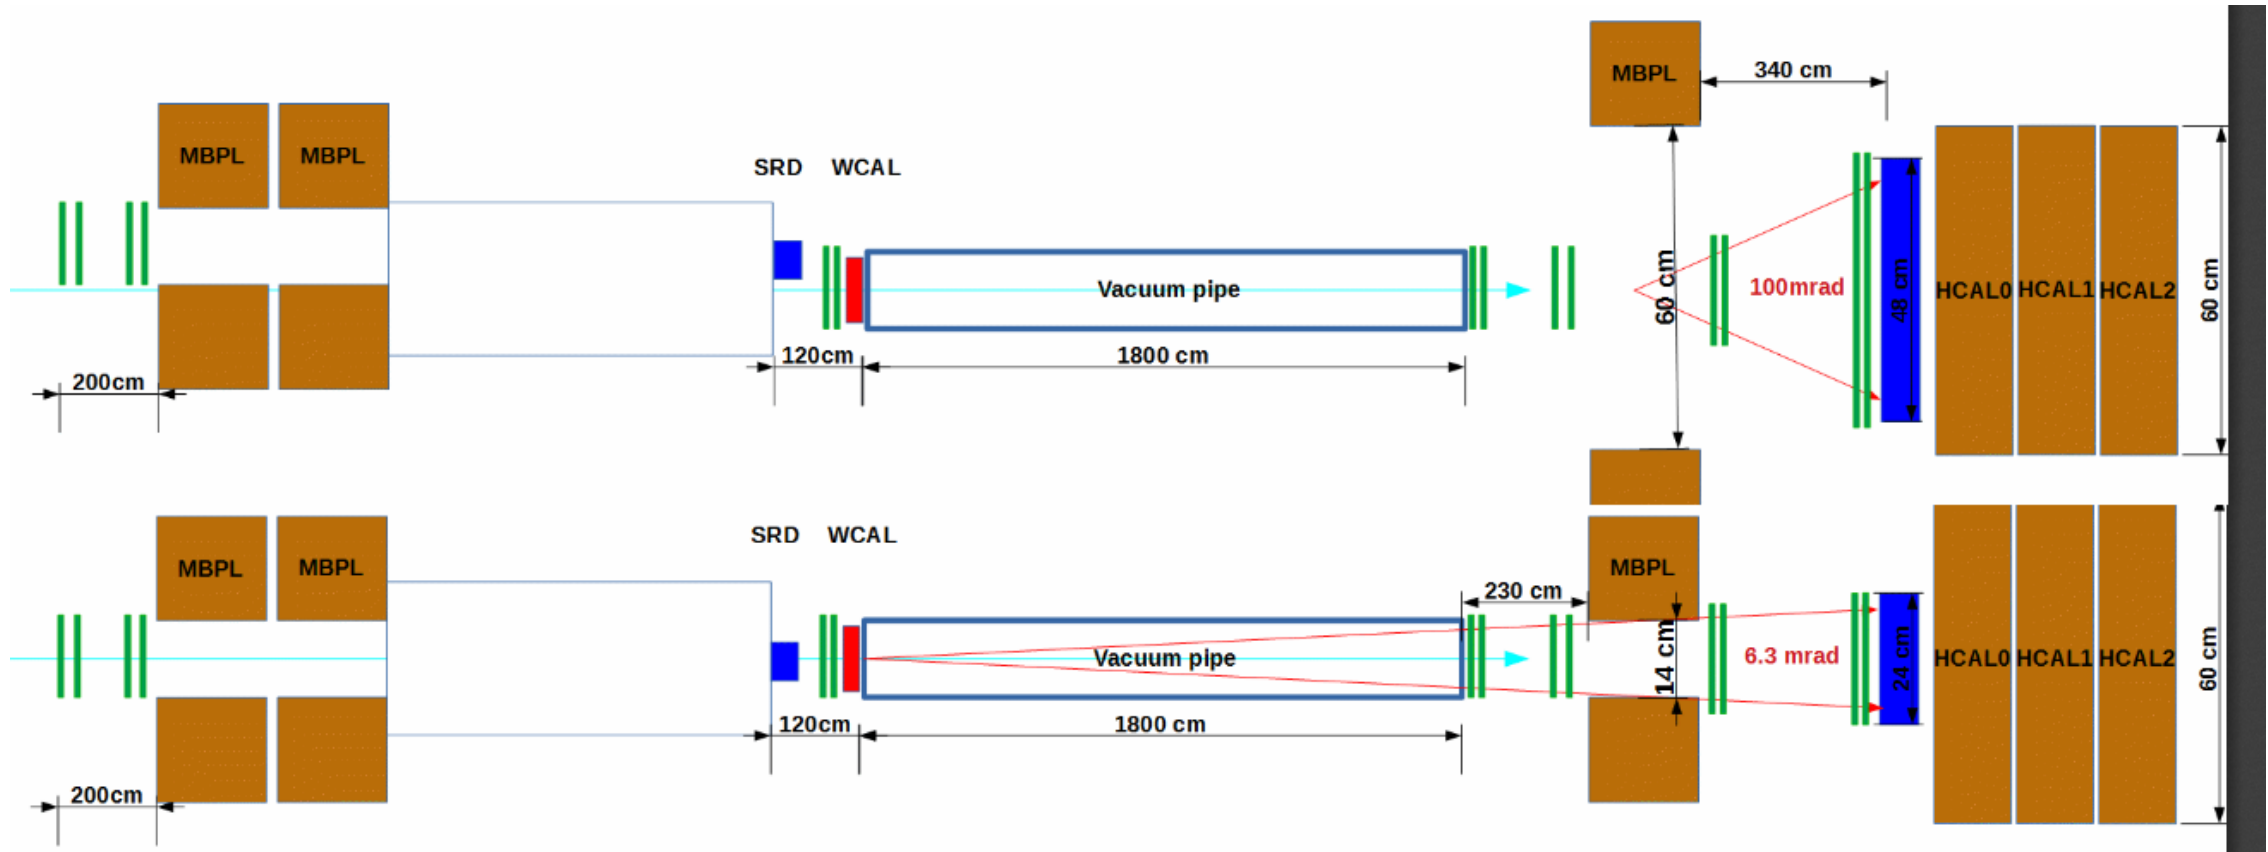 MBPL
340 cm
MBPL MBPL
SRD WCAL
60 cm
Vacuum pipe
100mrad
48 cm
HCAL0 HCAL1 HCAL2
60 cm
120cm
1800 cm
200cm
SRD WCAL
MBPL MBPL
MBPL
230 cm
Vacuum pipe
14 cm
6.3 mrad
24 cm
HCAL0 HCAL1 HCAL2
60 cm
120cm
1800 cm
200cm